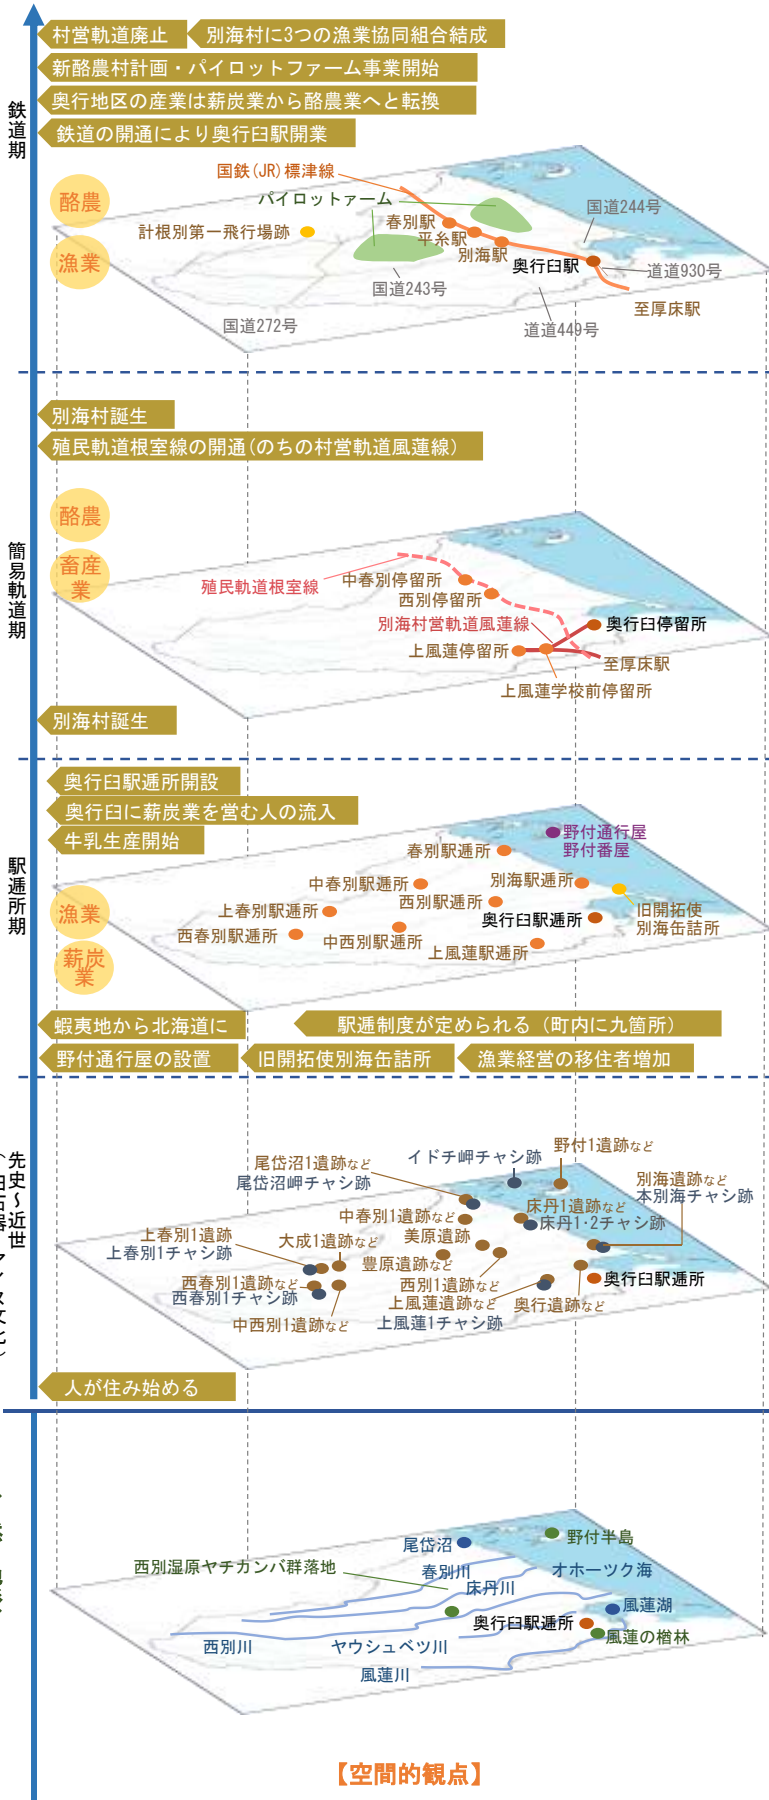 村営軌道廃止
別海村に3つの漁業協同組合結成
新酪農村計画・パイロットファーム事業開始
奥行地区の産業は薪炭業から酪農業へと転換
鉄道の開通により奥行臼駅開業
鉄道期
国鉄(JR)標津線
パイロットァーム
酪農
春別駅
国道244号
計根別第一飛行場跡
平糸駅
別海駅
漁業
奥行臼駅
道道930号
国道243号
至厚床駅
国道272号
道道449号
別海村誕生
殖民軌道根室線の開通(のちの村営軌道風蓮線)
酪農
簡易軌道期
畜産
業
殖民軌道根室線
中春別停留所
西別停留所
別海村営軌道風蓮線
奥行臼停留所
上風蓮停留所
至厚床駅
上風蓮学校前停留所
別海村誕生
奥行臼駅逓所開設
奥行臼に薪炭業を営む人の流入
牛乳生産開始
駅逓所期
野付通行屋
野付番屋
春別駅逓所
中春別駅逓所
別海駅逓所
漁業
上春別駅逓所
西別駅逓所
旧開拓使
別海缶詰所
奥行臼駅逓所
西春別駅逓所
中西別駅逓所
上風蓮駅逓所
薪炭
業
蝦夷地から北海道に
駅逓制度が定められる（町内に九箇所）
野付通行屋の設置
旧開拓使別海缶詰所
漁業経営の移住者増加
先史～近世
野付1遺跡など
イドチ岬チャシ跡
尾岱沼1遺跡など
尾岱沼岬チャシ跡
別海遺跡など
本別海チャシ跡
中春別1遺跡など
床丹1遺跡など
床丹1・2チャシ跡
上春別1遺跡
上春別1チャシ跡
大成1遺跡など
美原遺跡
豊原遺跡など
西春別1遺跡など
西春別1チャシ跡
西別1遺跡など
奥行臼駅逓所
上風蓮遺跡など
上風蓮1チャシ跡
奥行遺跡など
中西別1遺跡など
人が住み始める
尾岱沼
野付半島
西別湿原ヤチカンバ群落地
春別川
オホーツク海
床丹川
風蓮湖
奥行臼駅逓所
風蓮の楢林
西別川
ヤウシュベツ川
風蓮川
【空間的観点】